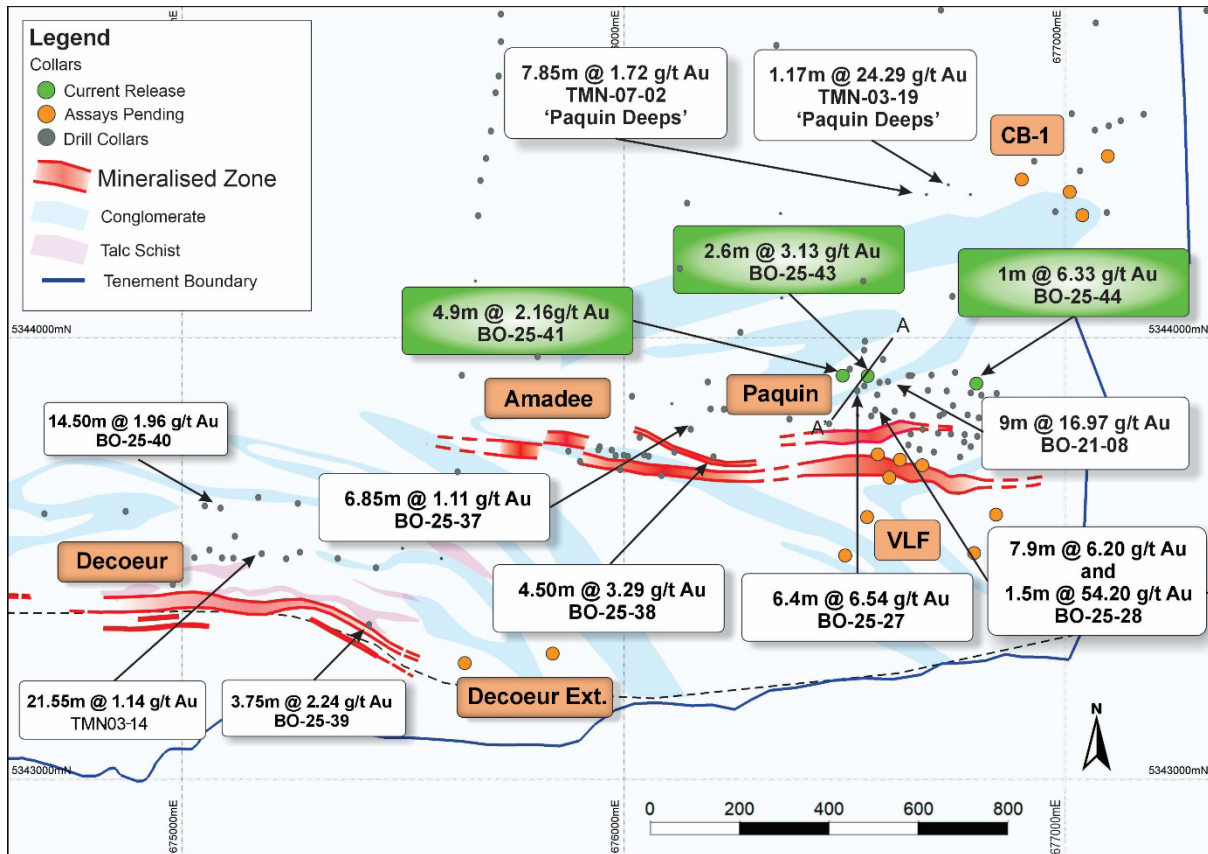 Legend
Collars
Current Release
Assays Pending
Drill Collars
Mineralised Zone
Conglomerate
Talc Schist
Tenement Boundary
7.85m @ 1.72 g/t Au
TMN-07-02
'Paquin Deeps'
1.17m @ 24.29 g/t Au
TMN-03-19
'Paquin Deeps'
677000mE
CB-1
2.6m @ 3.13 g/t Au
BO-25-43
1m @ 6.33 g/t Au
BO-25-44
4.9m @ 2.16g/t Au
BO-25-41
5344000mN
5344000mN
A
Amadee
Paquin
A'
14.50m @ 1.96 g/t Au
BO-25-40
9m @ 16.97 g/t Au
BO-21-08
6.85m @ 1.11 g/t Au
BO-25-37
Decoeur
VLF
4.50m @ 3.29 g/t Au
BO-25-38
6.4m @ 6.54 g/t Au
BO-25-27
7.9m @ 6.20 g/t Au
and
1.5m @ 54.20 g/t Au
BO-25-28
21.55m @ 1.14 g/t Au
TMN03-14
3.75m @ 2.24 g/t Au
BO-25-39
Decoeur Ext.
N
5343000mN
5343000mN
675000mE
676000mE
677000mE
0 200 400 600 800